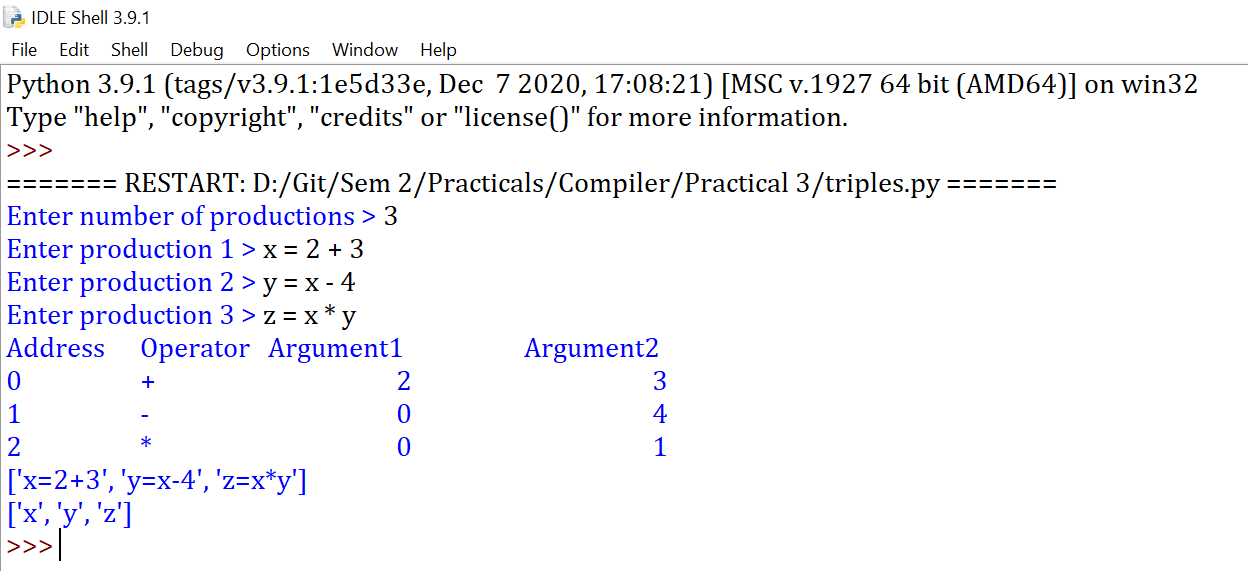 IDLE Shell 3.9.1
File Edit Shell Debug Options Window Help
Python 3.9.1 (tags/v3.9.1:1e5d33e, Dec  7 2020, 17:08:21) [MSC v.1927 64 bit (AMD64)] on win32
Type "help", "copyright", "credits" or "license()" for more information.
>>>
======= RESTART: D:/Git/Sem 2/Practicals/Compiler/Practical 3/triples.py =======
Enter number of productions > 3
Enter production 1 > x = 2 + 3
Enter production 2 > y = x - 4
Enter production 3 > z = x * y
Address Operator Argument1 Argument2
0 + 2 3
1 - 0 4
2 * 0 1
['x=2+3', 'y=x-4', 'z=x*y']
['x', 'y', 'z']
>>>